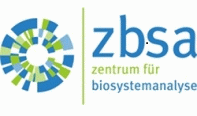 zbsa
zentrum für
biosystemanalyse